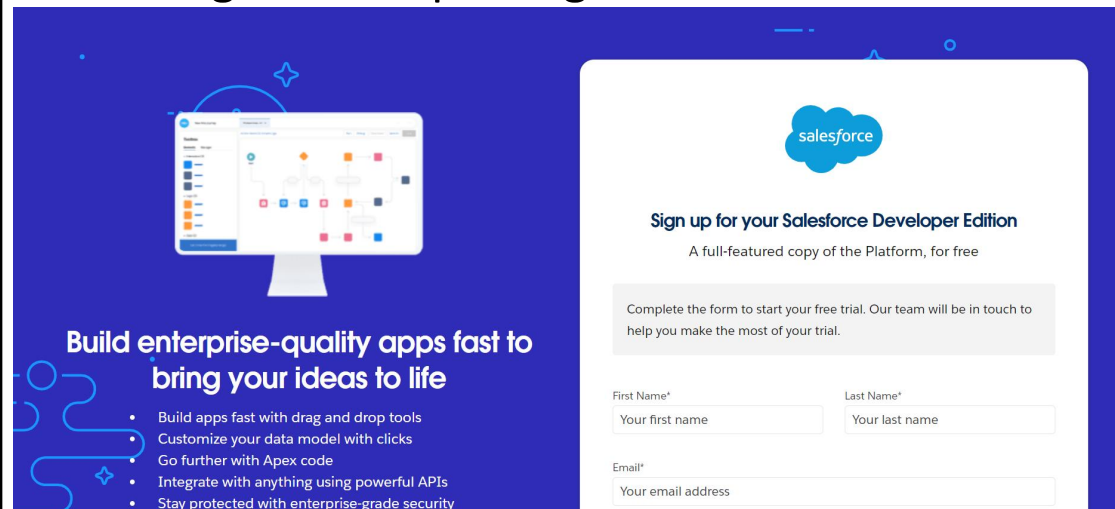 salesforce
Sign up for your Salesforce Developer Edition
A full-featured copy of the Platform, for free
Complete the form to start your free trial. Our team will be in touch to
help you make the most of your trial.
First Name*
Last Name*
Your first name
Your last name
Email*
Your email address
Build enterprise-quality apps fast to
bring your ideas to life
• Build apps fast with drag and drop tools
• Customize your data model with clicks
• Go further with Apex code
• Integrate with anything using powerful APIs
• Stay protected with enterprise-grade security